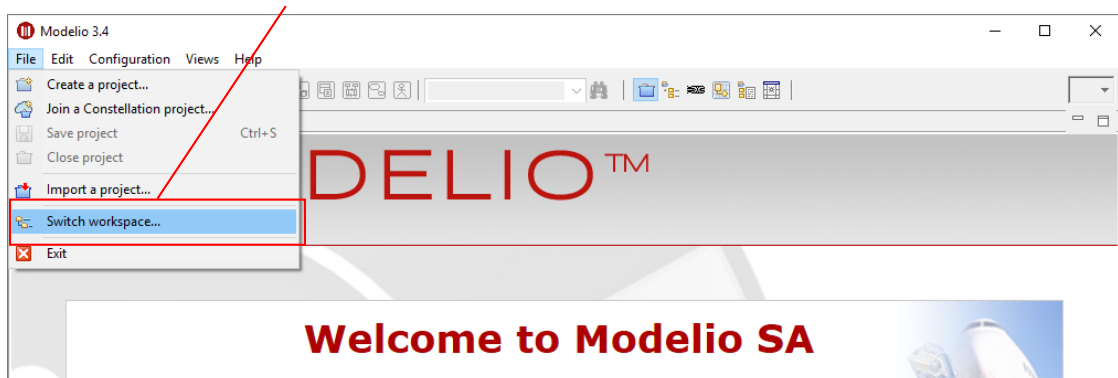 Modelio 3.4
File Edit Configuration Views Help
Create a project...
Join a Constellation project...
Save project Ctrl+S
Close project
Import a project...
Switch workspace...
Exit
DELIO™
Welcome to Modelio SA